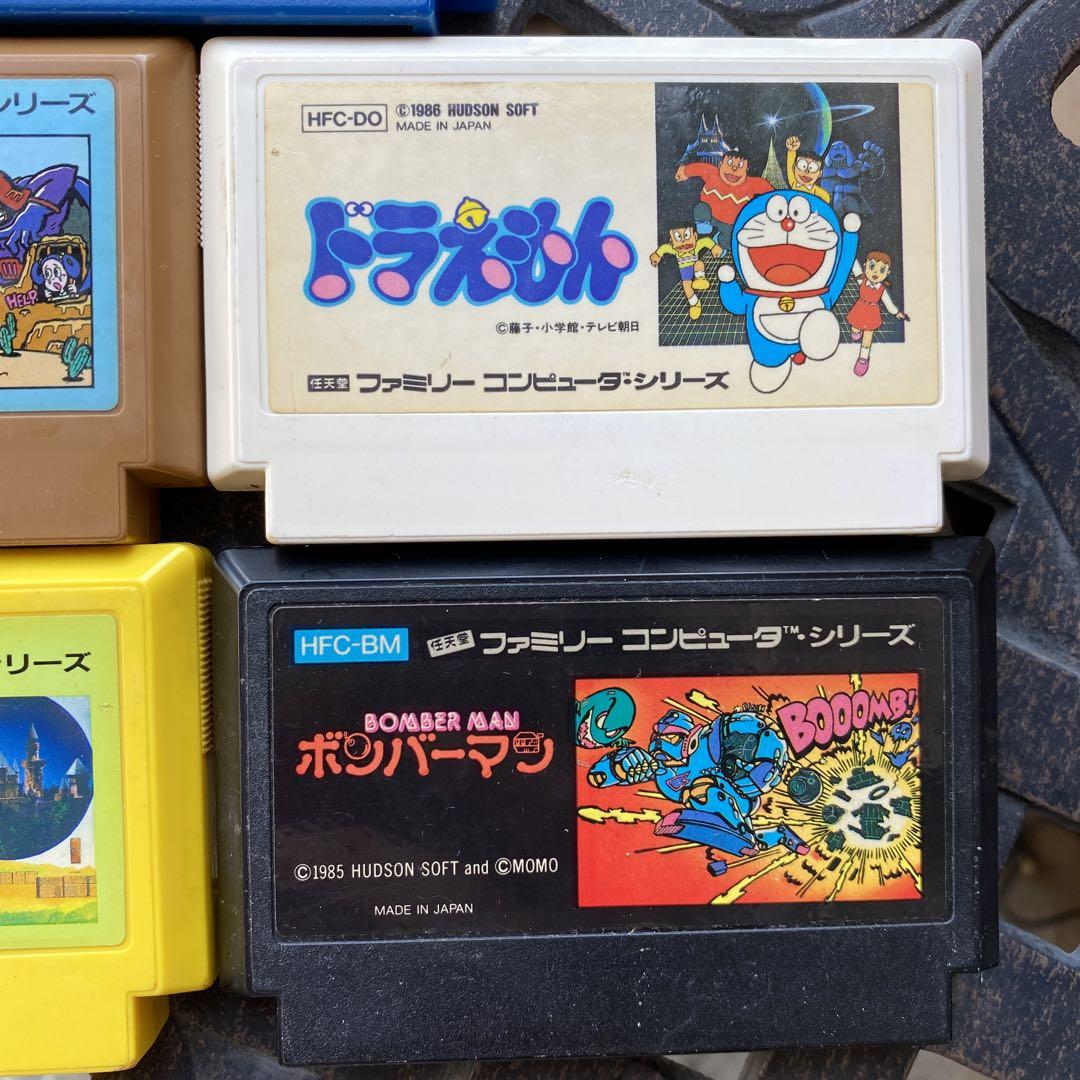 シリーズ
HELP
HFC-DO
©1986 HUDSON SOFT
MADE IN JAPAN
ドラえもん
©藤子・小学館・テレビ朝日
任天堂 ファミリー コンピュータ™・シリーズ
リーズ
HFC-BM 任天堂 ファミリー コンピュータ™・シリーズ
BOMBER MAN
ボンバーマン
BOOOMB!
©1985 HUDSON SOFT and ©MOMO
MADE IN JAPAN